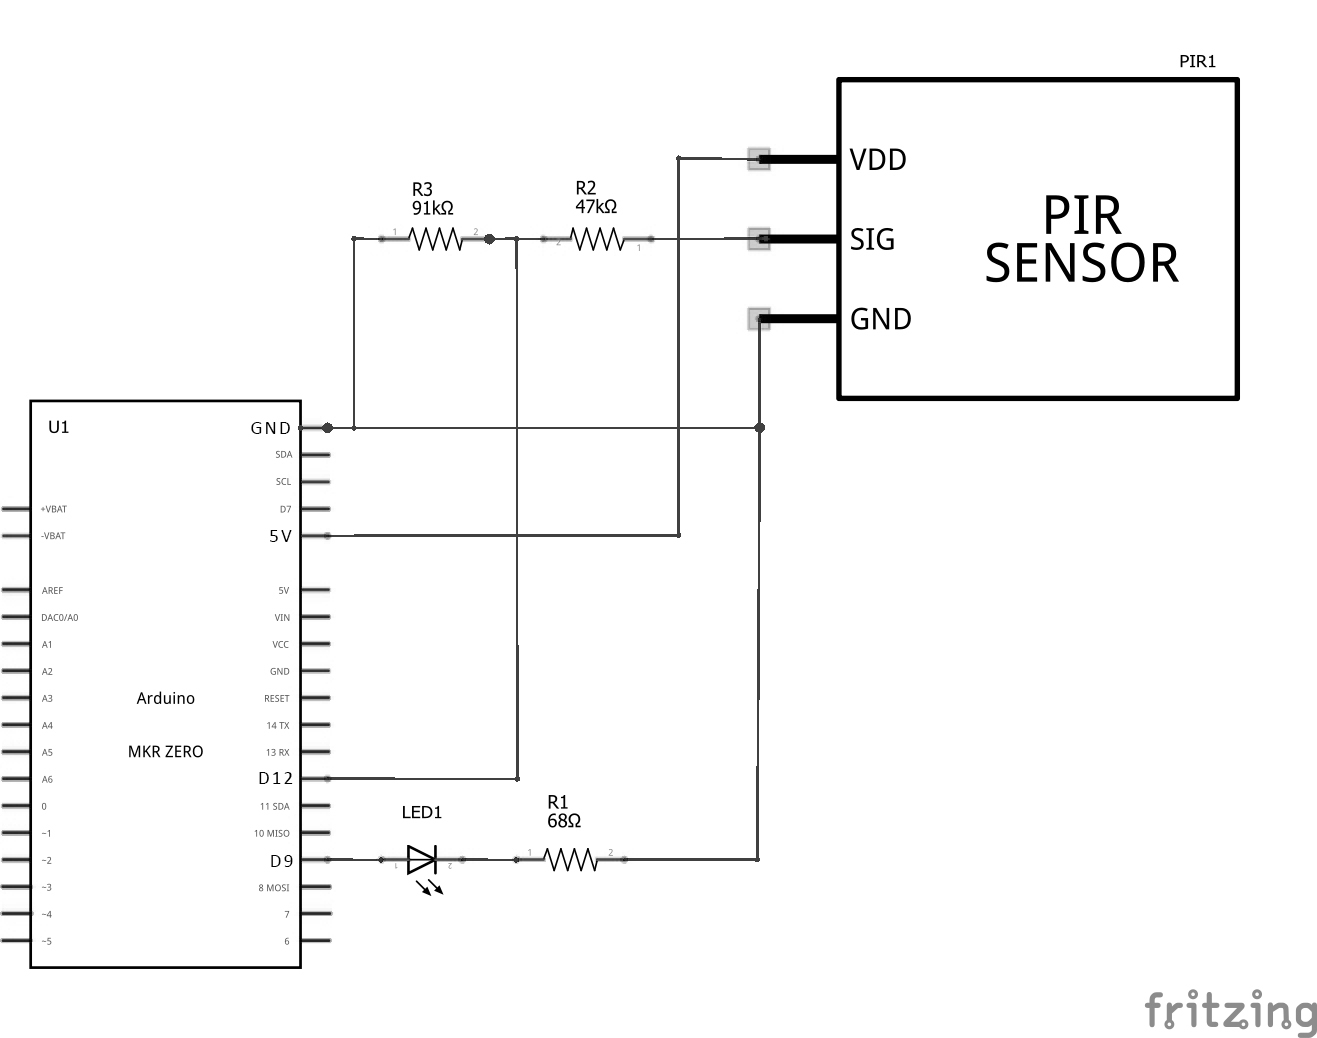 PIR1
VDD
SIG
GND
PIR
SENSOR
R3
91kΩ
1
2
R2
47kΩ
2
1
U1
GND
SDA
SCL
D7
5V
+VBAT
-VBAT
AREF
DAC0/A0
A1
A2
A3
A4
A5
A6
0
~1
~2
~3
~4
~5
5V
VIN
VCC
GND
RESET
14 TX
13 RX
D12
11 SDA
10 MISO
D9
8 MOSI
7
6
Arduino
MKR ZERO
LED1
1
2
R1
68Ω
1
2
fritzing